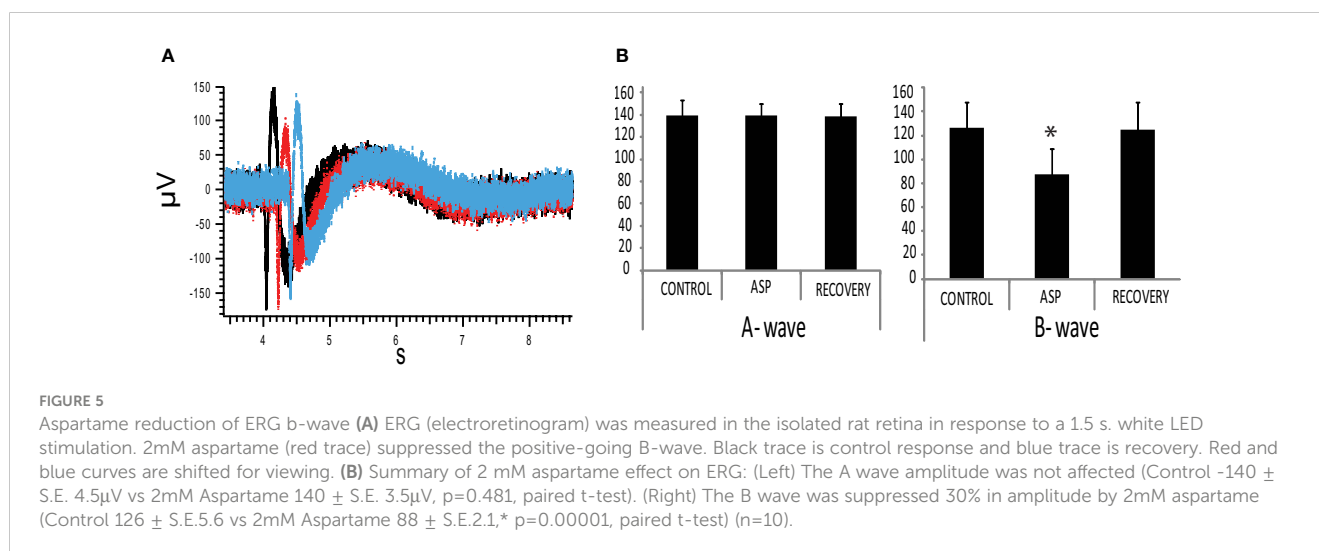 A
B
150
100
50
0
-50
-100
-150
µV
4
5
6
7
8
S
160
140
120
100
80
60
40
20
0
CONTROL
ASP
RECOVERY
A- wave
160
140
120
100
80
60
40
20
0
*
CONTROL
ASP
RECOVERY
B-wave
FIGURE 5
Aspartame reduction of ERG b-wave (A) ERG (electroretinogram) was measured in the isolated rat retina in response to a 1.5 s. white LED
stimulation. 2mM aspartame (red trace) suppressed the positive-going B-wave. Black trace is control response and blue trace is recovery. Red and
blue curves are shifted for viewing. (B) Summary of 2 mM aspartame effect on ERG: (Left) The A wave amplitude was not affected (Control -140 ±
S.E. 4.5µV vs 2mM Aspartame 140 ± S.E. 3.5µV, p=0.481, paired t-test). (Right) The B wave was suppressed 30% in amplitude by 2mM aspartame
(Control 126 ± S.E.5.6 vs 2mM Aspartame 88 ± S.E.2.1,* p=0.00001, paired t-test) (n=10).